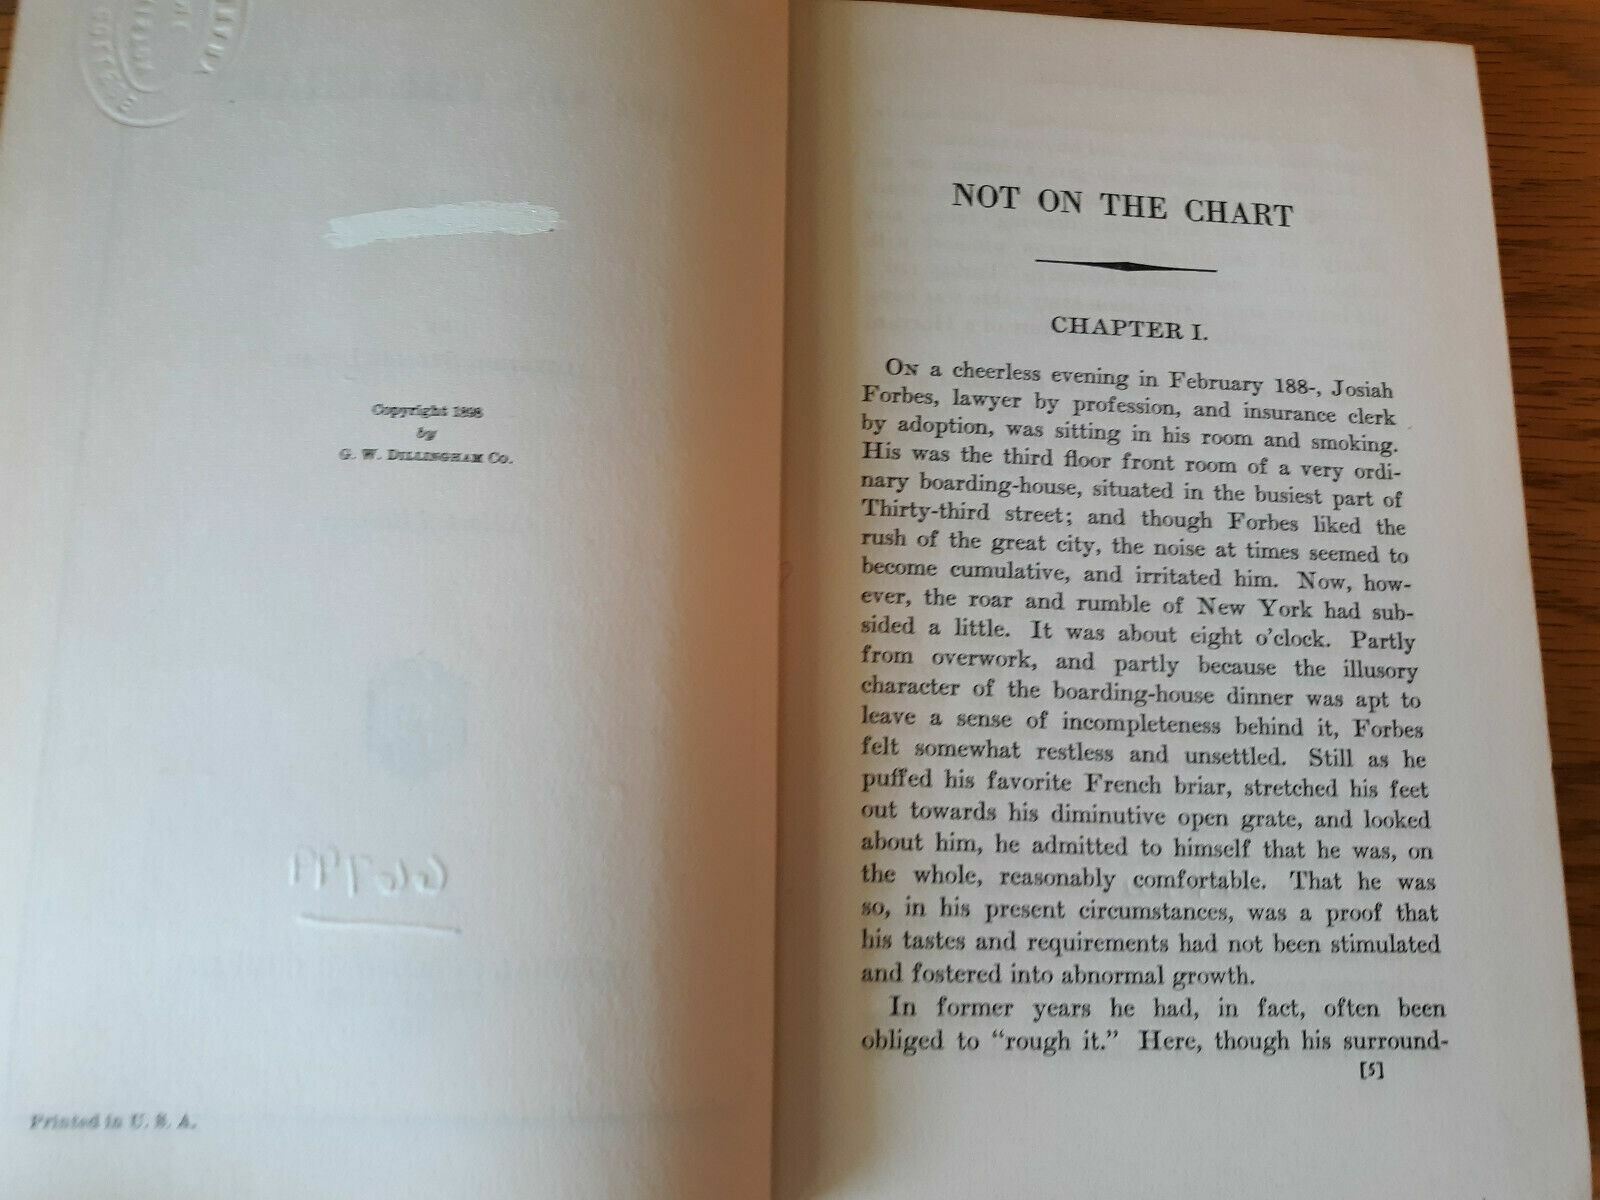 Copyright 1898
by
G. W. DILLINGHAM CO.
Printed in U. S. A.
NOT ON THE CHART
CHAPTER I.
ON a cheerless evening in February 188-, Josiah
Forbes, lawyer by profession, and insurance clerk
by adoption, was sitting in his room and smoking.
His was the third floor front room of a very ordi-
nary boarding-house, situated in the busiest part of
Thirty-third street; and though Forbes liked the
rush of the great city, the noise at times seemed to
become cumulative, and irritated him. Now, how-
ever, the roar and rumble of New York had sub-
sided a little. It was about eight o'clock. Partly
from overwork, and partly because the illusory
character of the boarding-house dinner was apt to
leave a sense of incompleteness behind it, Forbes
felt somewhat restless and unsettled. Still as he
puffed his favorite French briar, stretched his feet
out towards his diminutive open grate, and looked
about him, he admitted to himself that he was, on
the whole, reasonably comfortable. That he was
so, in his present circumstances, was a proof that
his tastes and requirements had not been stimulated
and fostered into abnormal growth.
In former years he had, in fact, often been
obliged to "rough it." Here, though his surround-
[5]